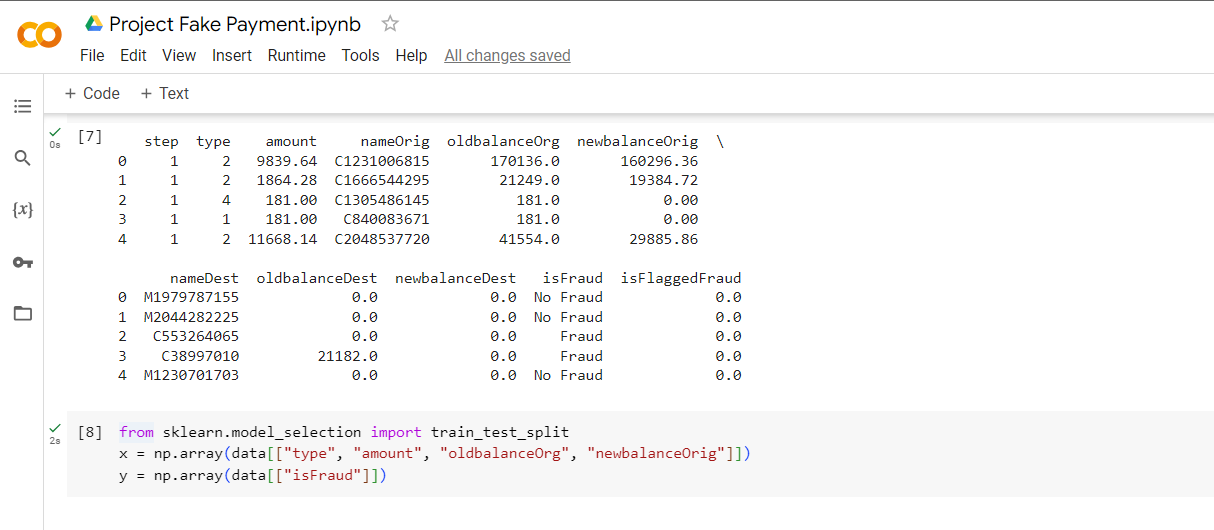 Project Fake Payment.ipynb
File Edit View Insert Runtime Tools Help All changes saved
+ Code + Text
[7] step type amount nameOrig oldbalanceOrg newbalanceOrig \
0s
0 1 2 9839.64 C1231006815 170136.0 160296.36
1 1 2 1864.28 C1666544295 21249.0 19384.72
2 1 4 181.00 C1305486145 181.0 0.00
3 1 1 181.00 C840083671 181.0 0.00
4 1 2 11668.14 C2048537720 41554.0 29885.86
nameDest oldbalanceDest newbalanceDest isFraud isFlaggedFraud
0 M1979787155 0.0 0.0 No Fraud 0.0
1 M2044282225 0.0 0.0 No Fraud 0.0
2 C553264065 0.0 0.0 Fraud 0.0
3 C38997010 21182.0 0.0 Fraud 0.0
4 M1230701703 0.0 0.0 No Fraud 0.0
[8] from sklearn.model_selection import train_test_split
2s
x = np.array(data[["type", "amount", "oldbalanceOrg", "newbalanceOrig"]])
y = np.array(data[["isFraud"]])
{x}